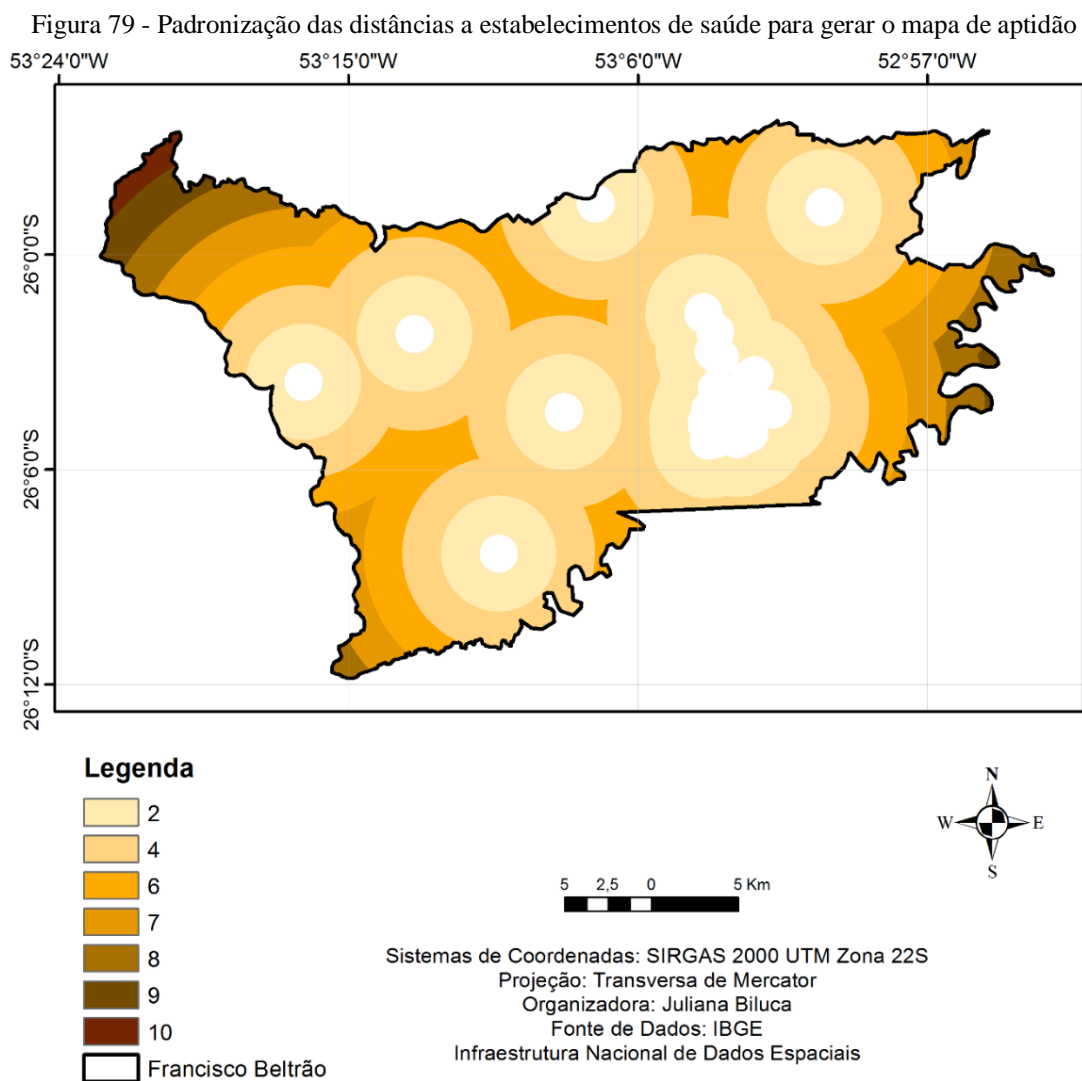 Figura 79 - Padronização das distâncias a estabelecimentos de saúde para gerar o mapa de aptidão
53°24'0"W 53°15'0"W 53°6'0"W 52°57'0"W
26°0'0"S
26°6'0"S
26°12'0"S
Legenda
2
4
6
7
8
9
10
Francisco Beltrão
N
W E
S
5 2,5 0 5 Km
Sistemas de Coordenadas: SIRGAS 2000 UTM Zona 22S
Projeção: Transversa de Mercator
Organizadora: Juliana Biluca
Fonte de Dados: IBGE
Infraestrutura Nacional de Dados Espaciais